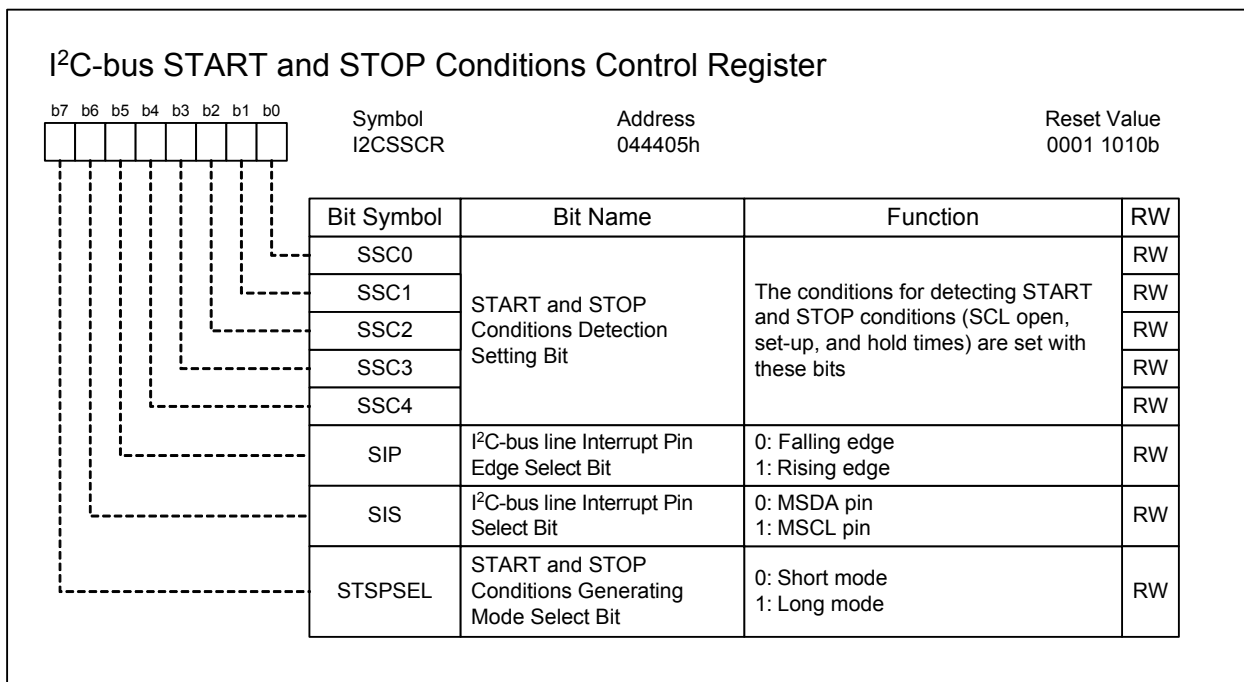 I²C-bus START and STOP Conditions Control Register
b7 b6 b5 b4 b3 b2 b1 b0
Symbol Address Reset Value
I2CSSCR 044405h 0001 1010b
Bit Symbol Bit Name Function RW
SSC0 RW
SSC1 RW
SSC2 RW
SSC3 RW
SSC4 RW
START and STOP
Conditions Detection
Setting Bit
The conditions for detecting START
and STOP conditions (SCL open,
set-up, and hold times) are set with
these bits
SIP
I²C-bus line Interrupt Pin
Edge Select Bit
0: Falling edge
1: Rising edge
RW
SIS
I²C-bus line Interrupt Pin
Select Bit
0: MSDA pin
1: MSCL pin
RW
STSPSEL
START and STOP
Conditions Generating
Mode Select Bit
0: Short mode
1: Long mode
RW